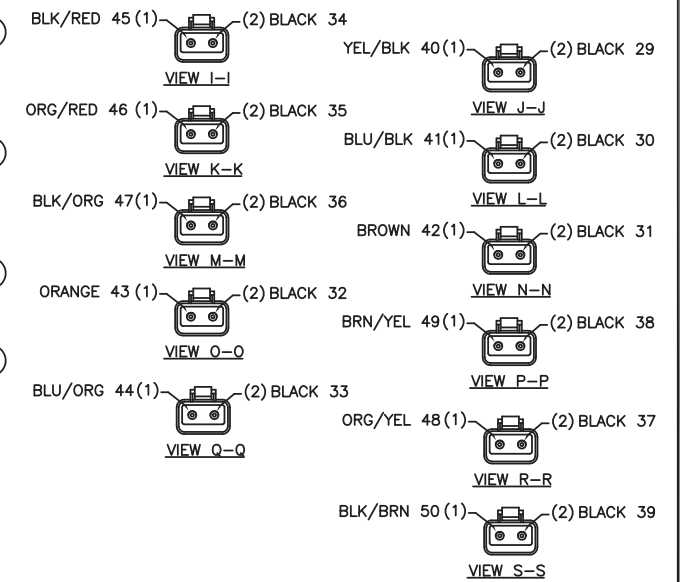 BLK/RED 45(1) (2) BLACK 34
VIEW I-I
YEL/BLK 40(1) (2) BLACK 29
VIEW J-J
ORG/RED 46 (1) (2) BLACK 35
VIEW K-K
BLU/BLK 41(1) (2) BLACK 30
VIEW L-L
BLK/ORG 47(1) (2) BLACK 36
VIEW M-M
BROWN 42(1) (2) BLACK 31
VIEW N-N
ORANGE 43 (1) (2) BLACK 32
VIEW O-O
BRN/YEL 49(1) (2) BLACK 38
VIEW P-P
BLU/ORG 44(1) (2) BLACK 33
VIEW Q-Q
ORG/YEL 48(1) (2) BLACK 37
VIEW R-R
BLK/BRN 50(1) (2) BLACK 39
VIEW S-S